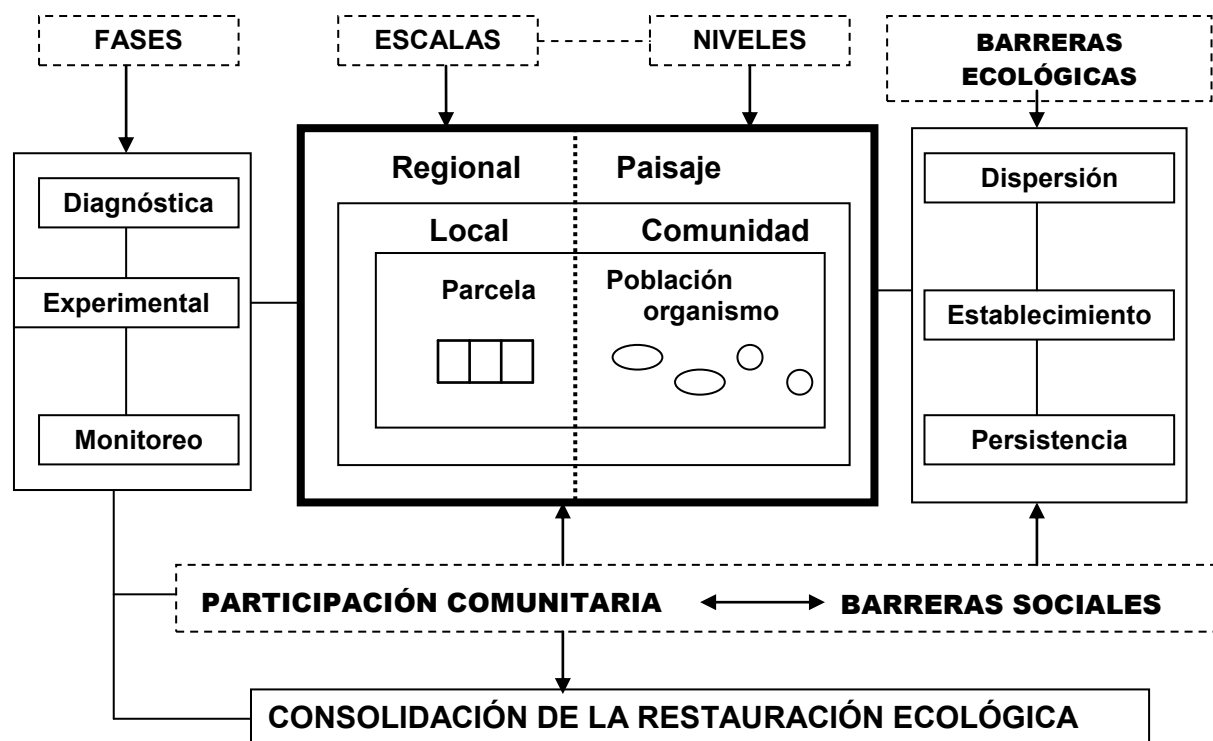 FASES
ESCALAS
NIVELES
BARRERAS
ECOLÓGICAS
Diagnóstica
Experimental
Monitoreo
Regional
Paisaje
Local
Comunidad
Parcela
Población
organismo
Dispersión
Establecimiento
Persistencia
PARTICIPACIÓN COMUNITARIA
BARRERAS SOCIALES
CONSOLIDACIÓN DE LA RESTAURACIÓN ECOLÓGICA